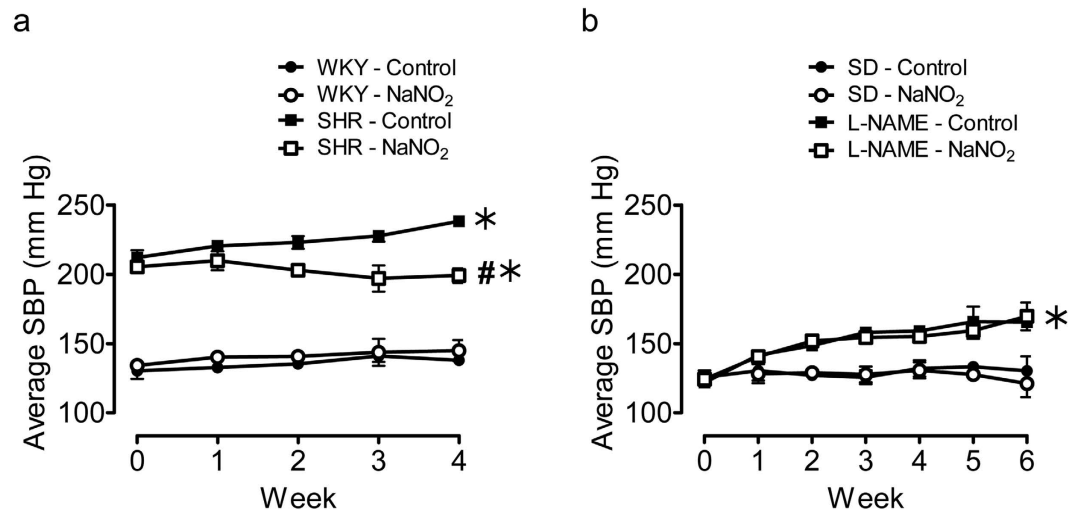 a
WKY - Control
WKY - NaNO₂
SHR - Control
SHR - NaNO₂
Average SBP (mm Hg)
250
200
150
100
*
#*
0 1 2 3 4
Week
b
SD - Control
SD - NaNO₂
L-NAME - Control
L-NAME - NaNO₂
Average SBP (mm Hg)
250
200
150
100
*
0 1 2 3 4 5 6
Week